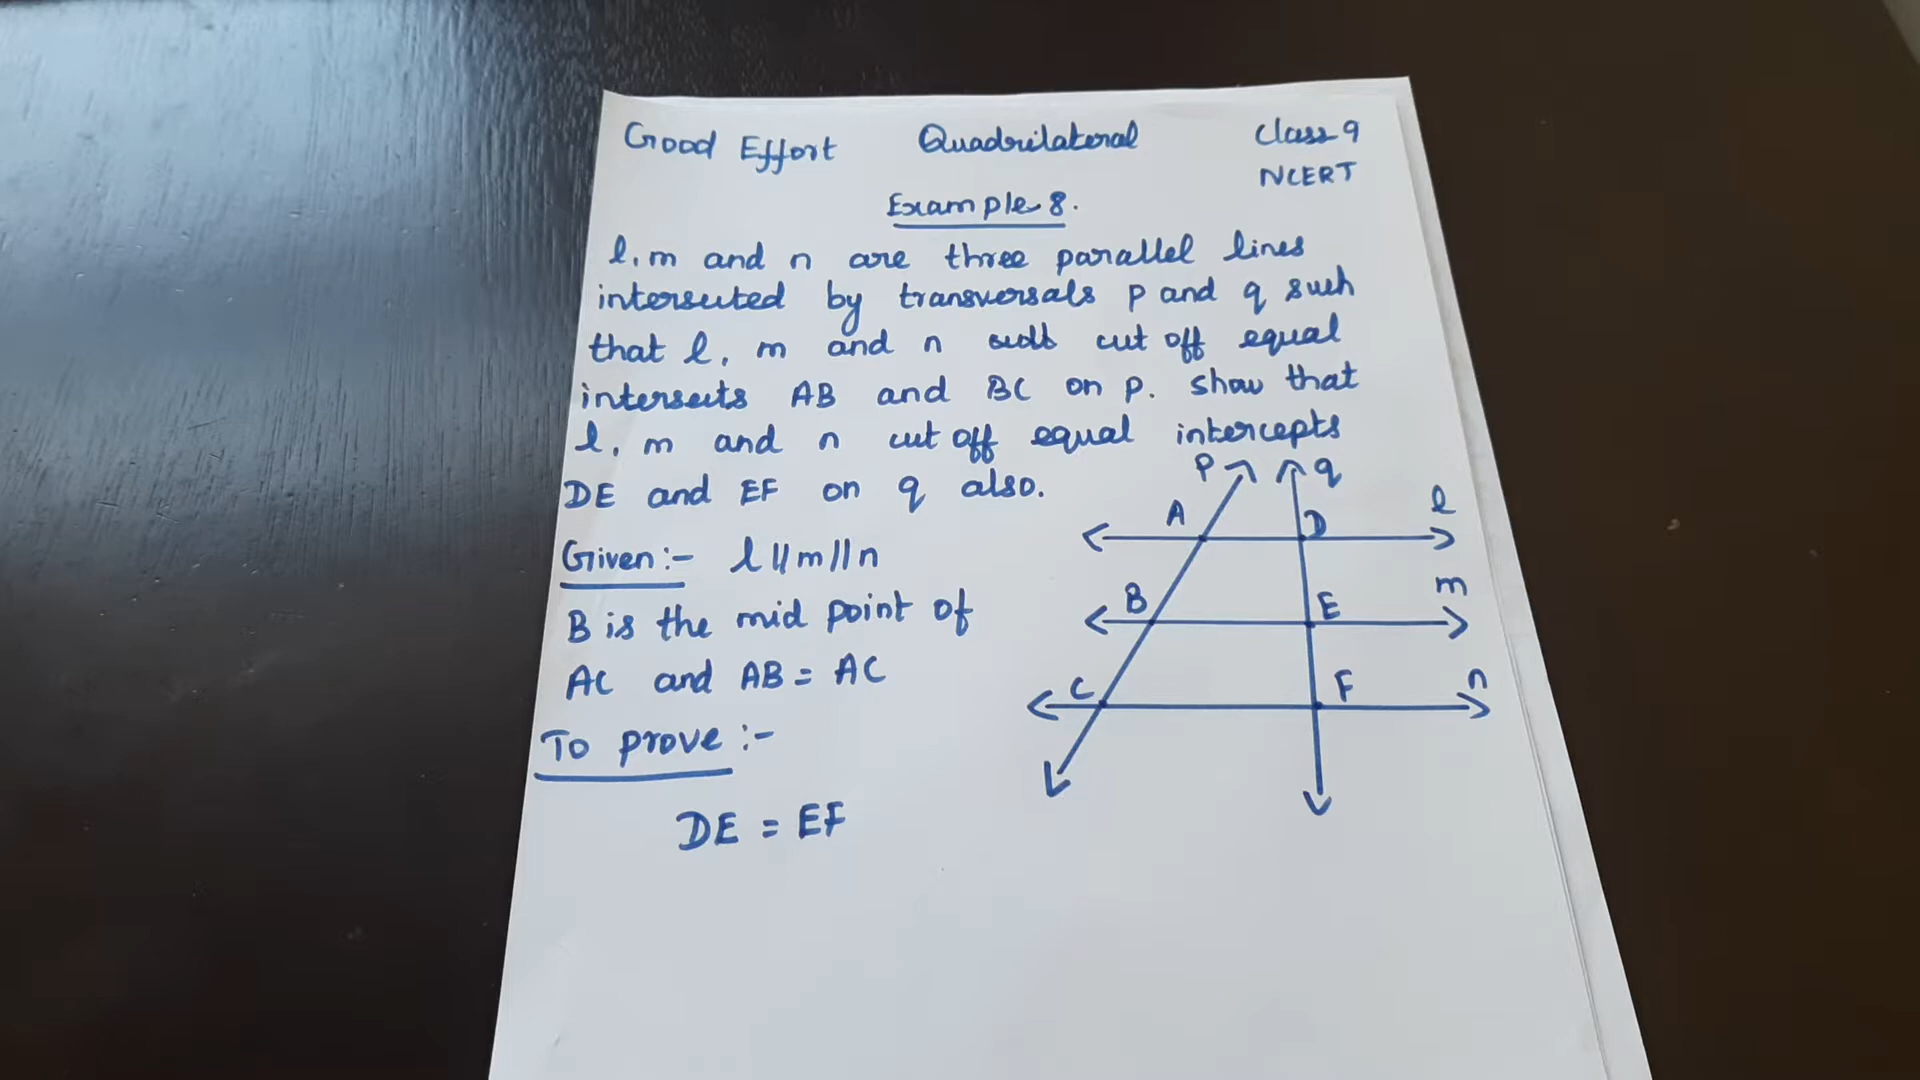 Good Effort Quadrilateral Class 9
NCERT
Example 8.
l, m and n are three parallel lines
intersected by transversals p and q such
that l, m and n cut off equal
intersects AB and BC on p. show that
l, m and n cut off equal intercepts
DE and EF on q also.
Given:- l || m || n
B is the mid point of
AC and AB = AC
To prove :-
DE = EF
P q
A D l
B E m
C F n